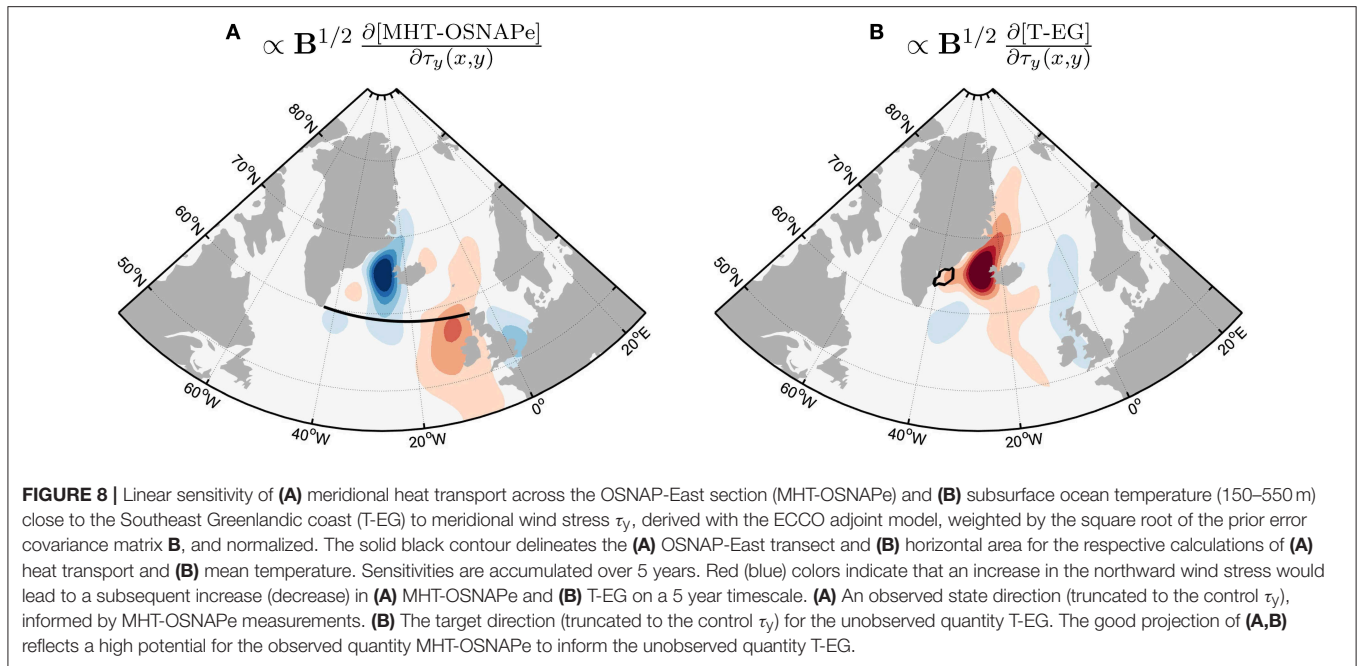 A ∝ B^{1/2} ∂[MHT-OSNAPe] / ∂τ_y(x,y)
B ∝ B^{1/2} ∂[T-EG] / ∂τ_y(x,y)
80°N
70°N
60°N
50°N
60°W
40°W
20°W
0°
20°E
80°N
70°N
60°N
50°N
60°W
40°W
20°W
0°
20°E
FIGURE 8 | Linear sensitivity of (A) meridional heat transport across the OSNAP-East section (MHT-OSNAPe) and (B) subsurface ocean temperature (150–550 m)
close to the Southeast Greenlandic coast (T-EG) to meridional wind stress τy, derived with the ECCO adjoint model, weighted by the square root of the prior error
covariance matrix B, and normalized. The solid black contour delineates the (A) OSNAP-East transect and (B) horizontal area for the respective calculations of (A)
heat transport and (B) mean temperature. Sensitivities are accumulated over 5 years. Red (blue) colors indicate that an increase in the northward wind stress would
lead to a subsequent increase (decrease) in (A) MHT-OSNAPe and (B) T-EG on a 5 year timescale. (A) An observed state direction (truncated to the control τy),
informed by MHT-OSNAPe measurements. (B) The target direction (truncated to the control τy) for the unobserved quantity T-EG. The good projection of (A,B)
reflects a high potential for the observed quantity MHT-OSNAPe to inform the unobserved quantity T-EG.